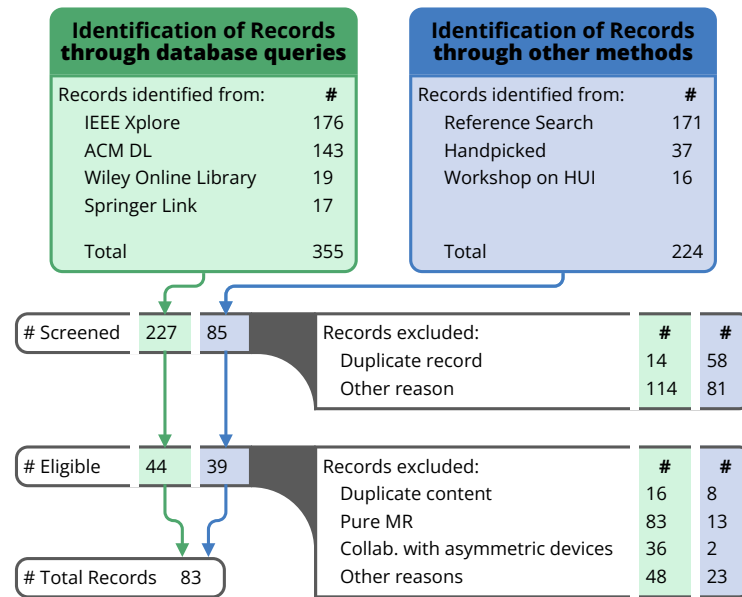 Identification of Records
through database queries
Records identified from: #
IEEE Xplore 176
ACM DL 143
Wiley Online Library 19
Springer Link 17
Total 355
Identification of Records
through other methods
Records identified from: #
Reference Search 171
Handpicked 37
Workshop on HUI 16
Total 224
# Screened 227 85
Records excluded: # #
Duplicate record 14 58
Other reason 114 81
# Eligible 44 39
Records excluded: # #
Duplicate content 16 8
Pure MR 83 13
Collab. with asymmetric devices 36 2
Other reasons 48 23
# Total Records 83